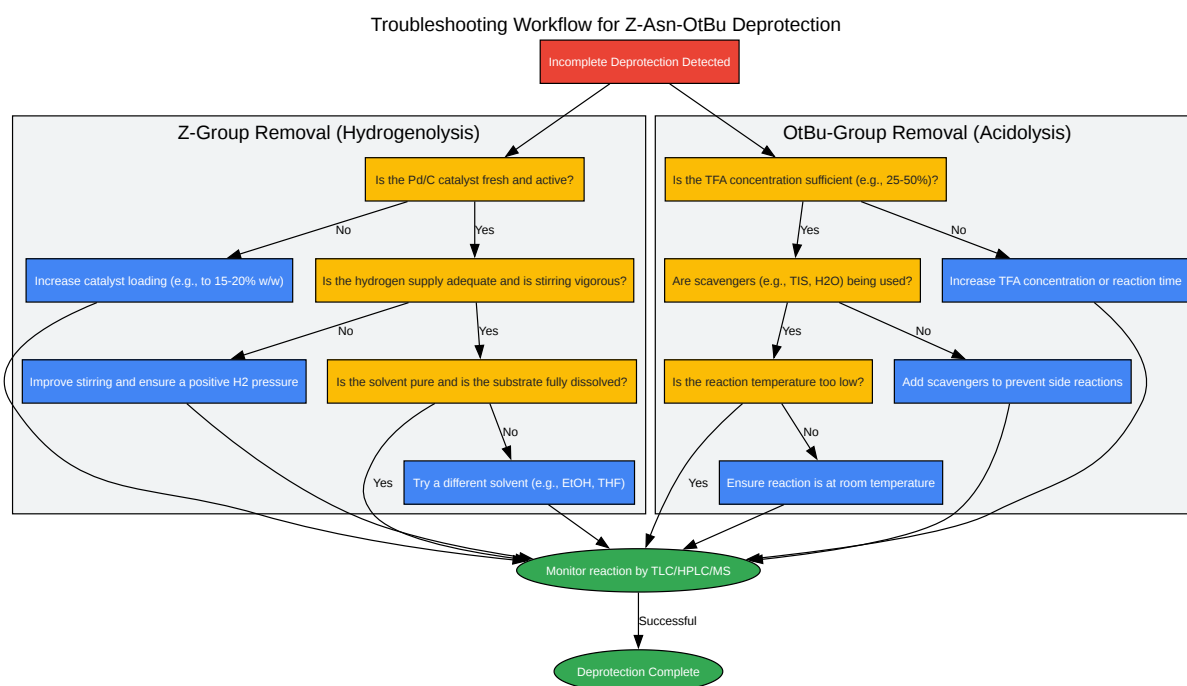 Troubleshooting Workflow for Z-Asn-OtBu Deprotection
Incomplete Deprotection Detected
Z-Group Removal (Hydrogenolysis)
OtBu-Group Removal (Acidolysis)
Is the Pd/C catalyst fresh and active?
Is the TFA concentration sufficient (e.g., 25-50%)?
No
Yes
Yes
No
Increase catalyst loading (e.g., to 15-20% w/w)
Is the hydrogen supply adequate and is stirring vigorous?
Are scavengers (e.g., TIS, H2O) being used?
Increase TFA concentration or reaction time
No
Yes
Yes
No
Improve stirring and ensure a positive H2 pressure
Is the solvent pure and is the substrate fully dissolved?
Is the reaction temperature too low?
Add scavengers to prevent side reactions
No
No
Yes
Try a different solvent (e.g., EtOH, THF)
Yes
Ensure reaction is at room temperature
Monitor reaction by TLC/HPLC/MS
Successful
Deprotection Complete